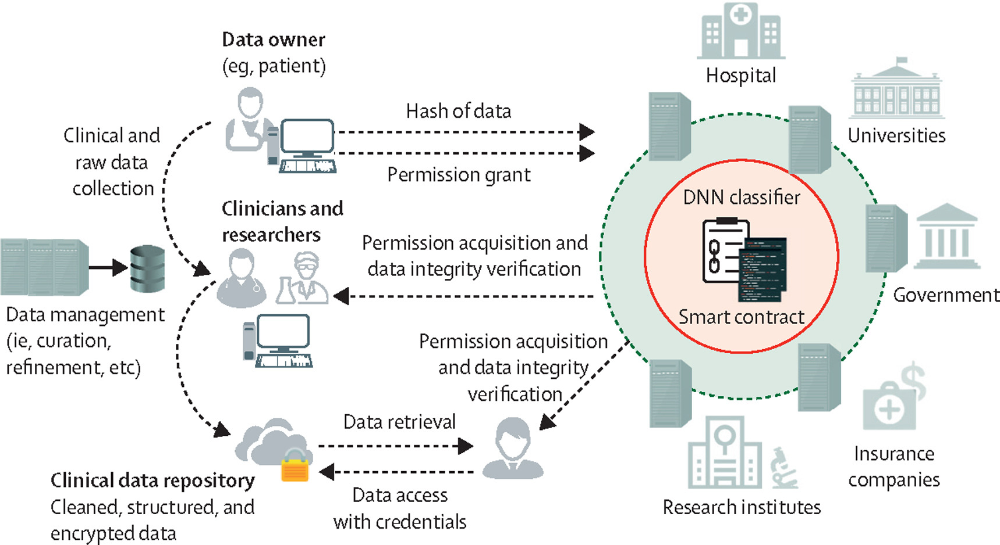 Data owner
(eg, patient)
Hospital
Universities
Hash of data
Permission grant
Clinical and
raw data
collection
Clinicians and
researchers
Permission acquisition and
data integrity verification
DNN classifier
Smart contract
Government
Data management
(ie, curation,
refinement, etc)
Permission acquisition
and data integrity
verification
Data retrieval
Data access
with credentials
Clinical data repository
Cleaned, structured, and
encrypted data
$
Insurance
companies
Research institutes